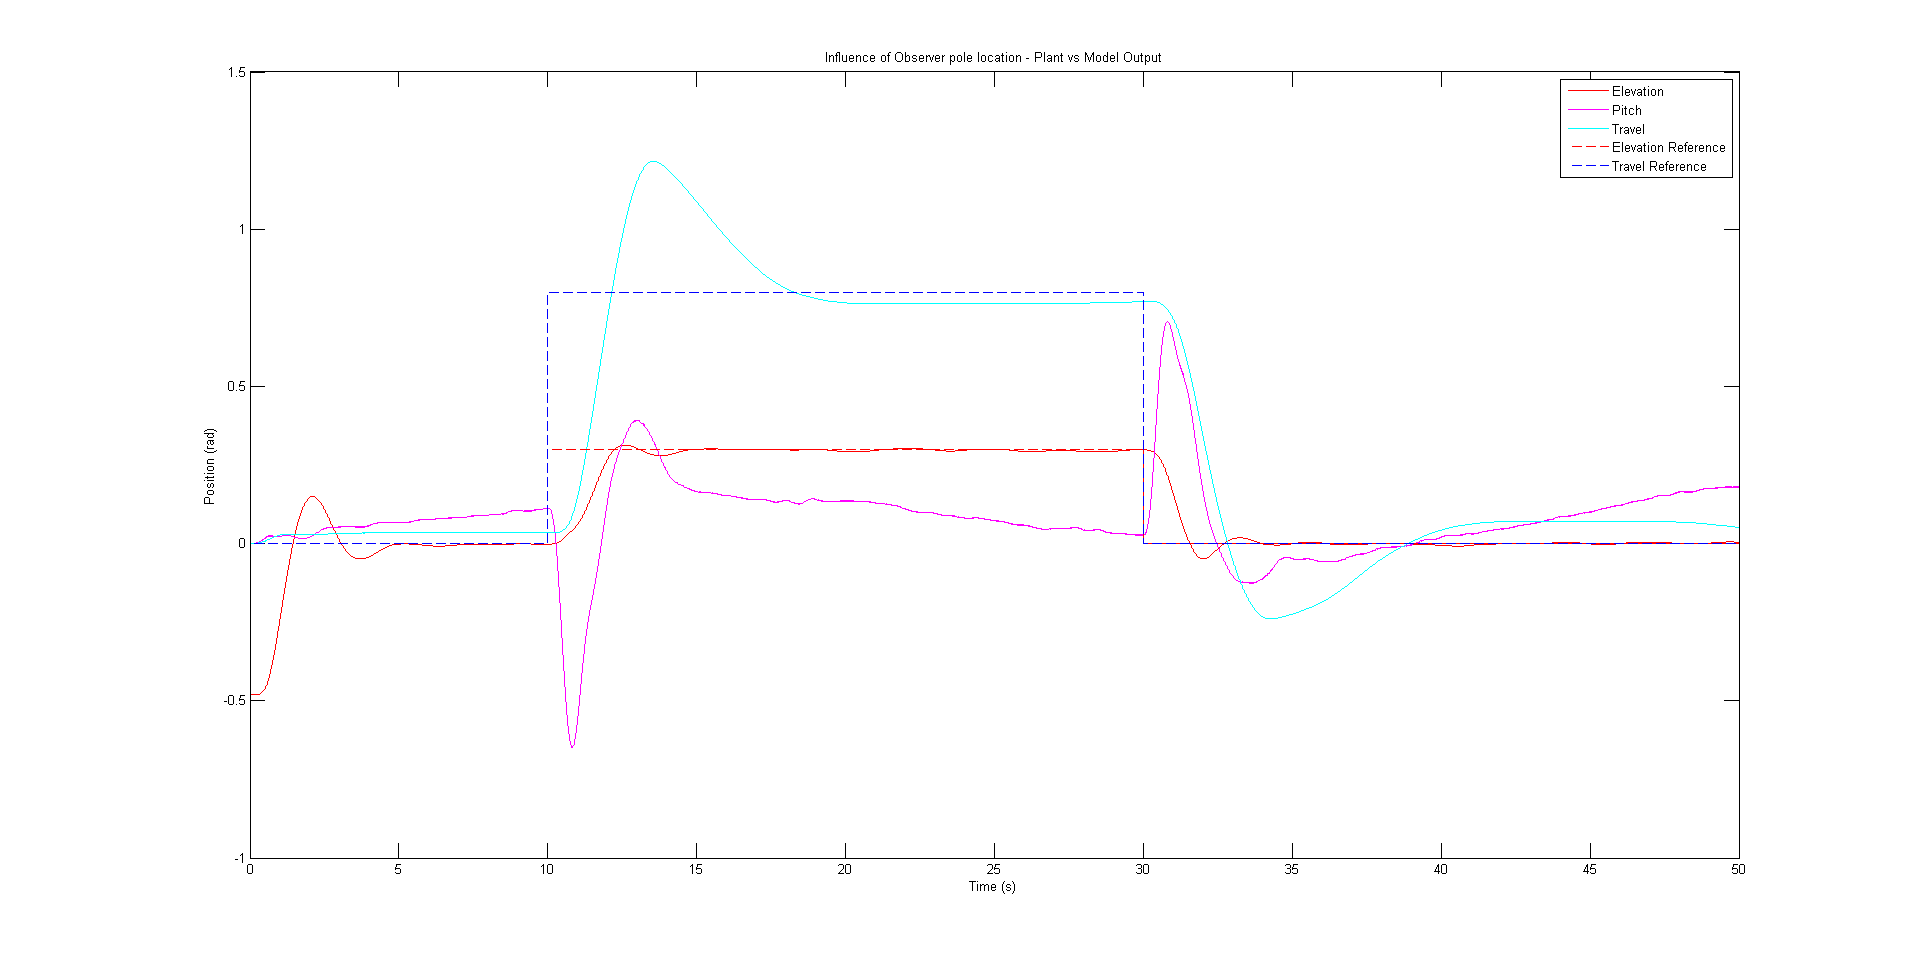 Influence of Observer pole location - Plant vs Model Output
1.5
1
0.5
0
-0.5
-1
Position (rad)
Elevation
Pitch
Travel
Elevation Reference
Travel Reference
0 5 10 15 20 25 30 35 40 45 50
Time (s)